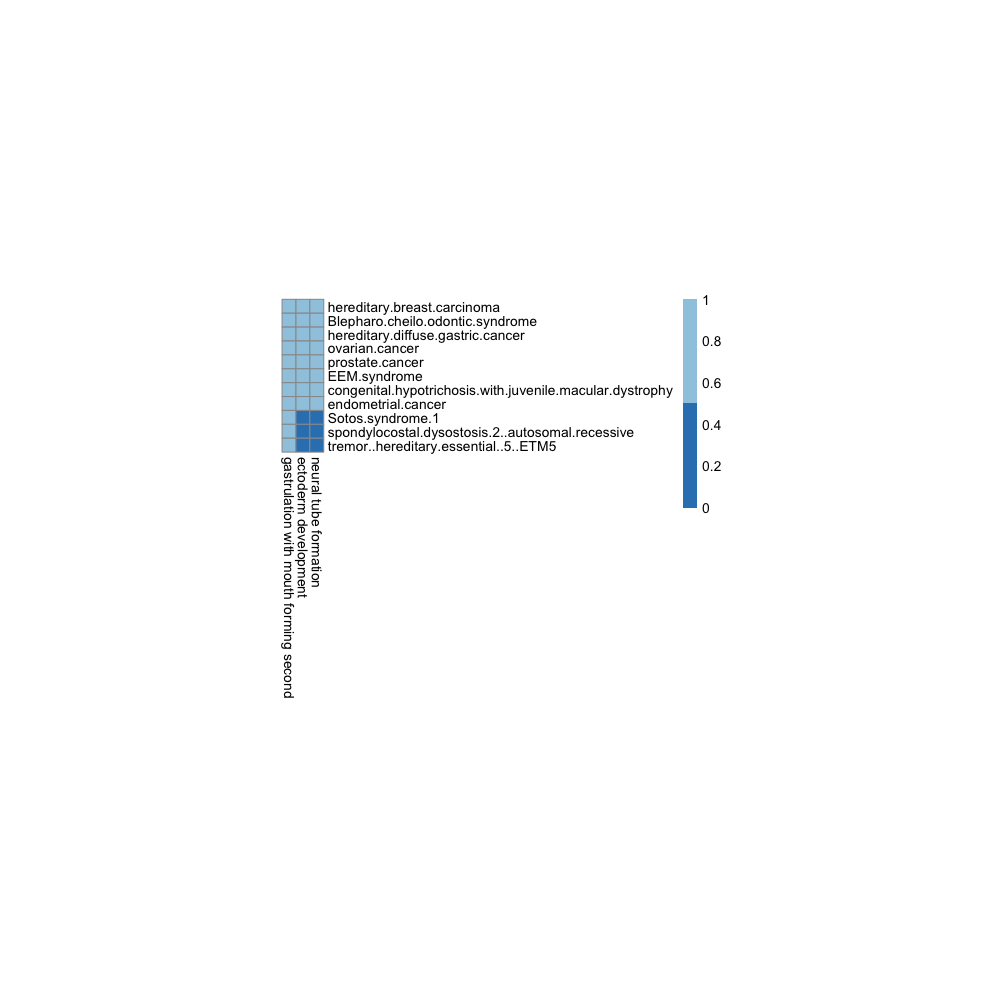 hereditary.breast.carcinoma
Blepharo.cheilo.odontic.syndrome
hereditary.diffuse.gastric.cancer
ovarian.cancer
prostate.cancer
EEM.syndrome
congenital.hypotrichosis.with.juvenile.macular.dystrophy
endometrial.cancer
Sotos.syndrome.1
spondylocostal.dysostosis.2..autosomal.recessive
tremor..hereditary.essential..5..ETM5
gastrulation with mouth forming second
ectoderm development
neural tube formation
1
0.8
0.6
0.4
0.2
0